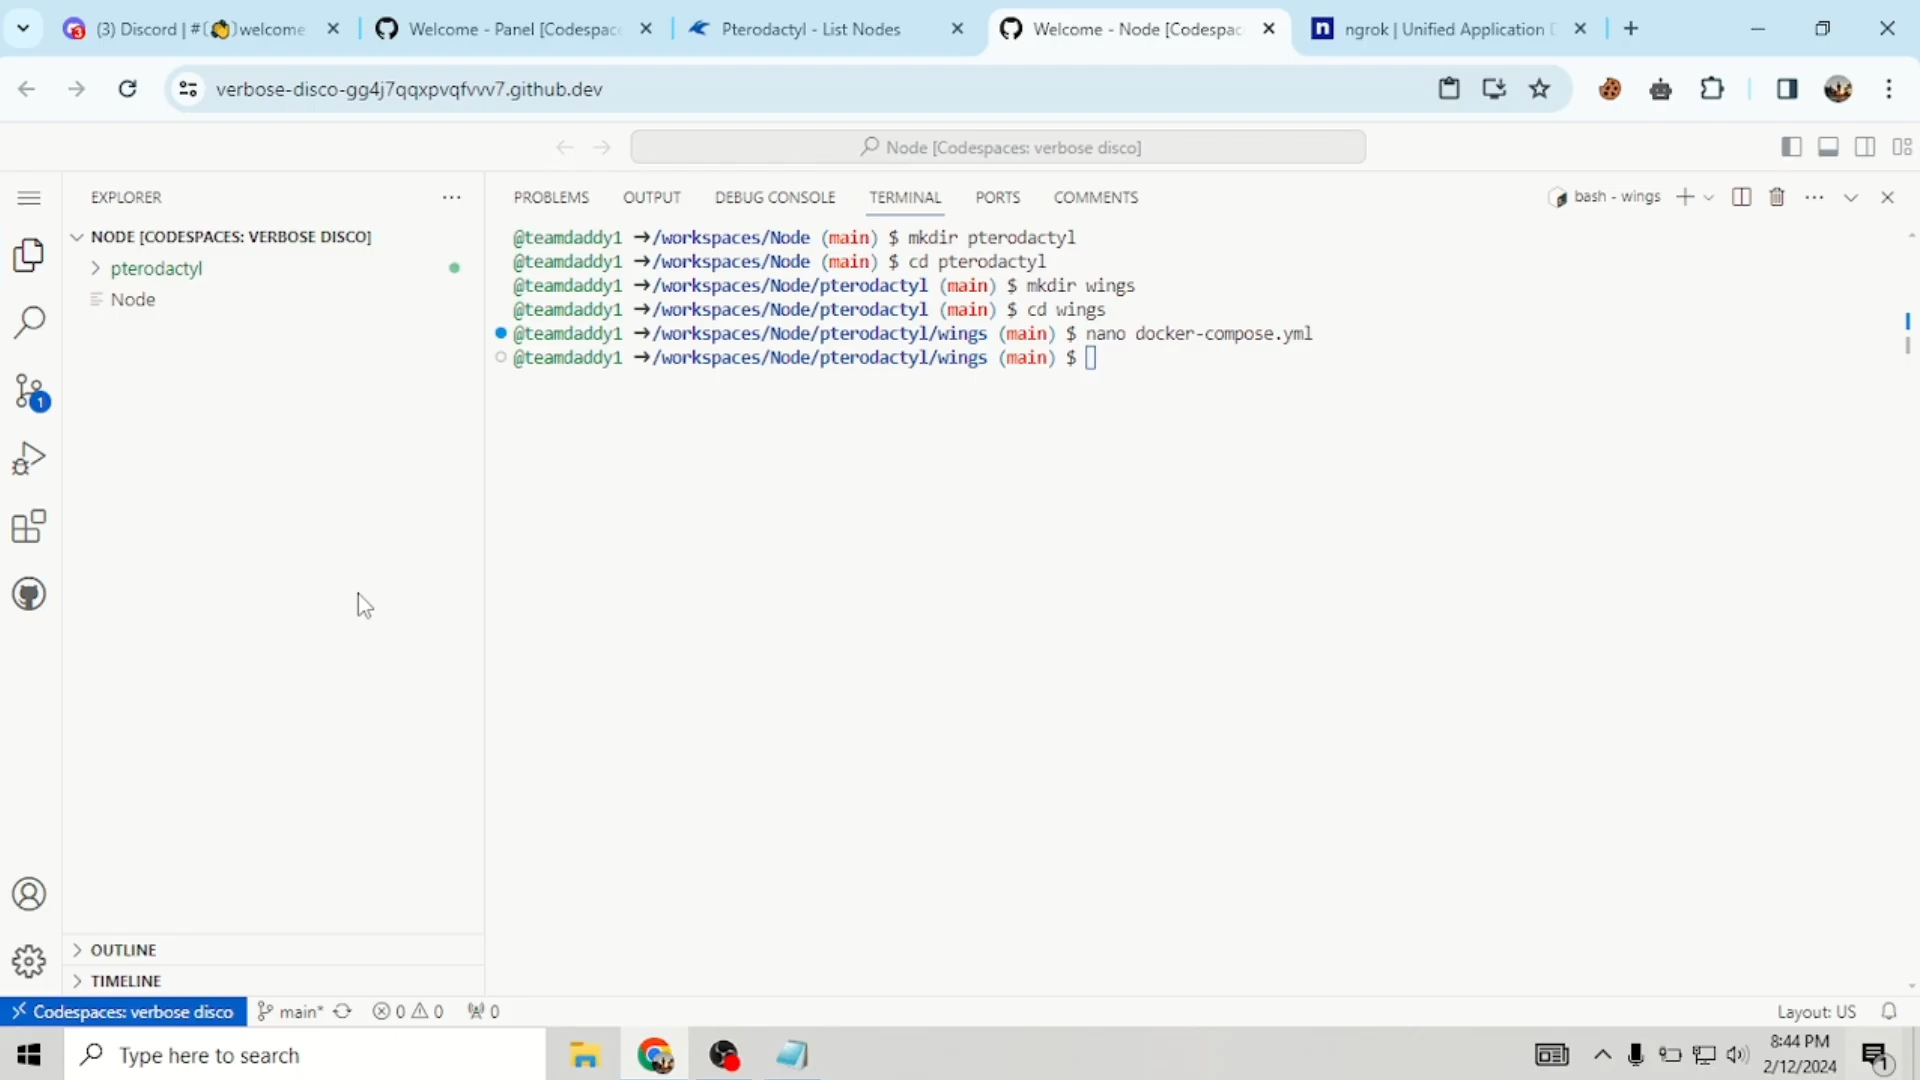 (3) Discord | #〔👏〕welcome
Welcome - Panel [Codespac
Pterodactyl - List Nodes
Welcome - Node [Codespac
ngrok | Unified Application D
verbose-disco-gg4j7qqxpvqfvvv7.github.dev
Node [Codespaces: verbose disco]
EXPLORER
PROBLEMS OUTPUT DEBUG CONSOLE TERMINAL PORTS COMMENTS
bash - wings
NODE [CODESPACES: VERBOSE DISCO]
pterodactyl
Node
@teamdaddy1 ➜/workspaces/Node (main) $ mkdir pterodactyl
@teamdaddy1 ➜/workspaces/Node (main) $ cd pterodactyl
@teamdaddy1 ➜/workspaces/Node/pterodactyl (main) $ mkdir wings
@teamdaddy1 ➜/workspaces/Node/pterodactyl (main) $ cd wings
@teamdaddy1 ➜/workspaces/Node/pterodactyl/wings (main) $ nano docker-compose.yml
@teamdaddy1 ➜/workspaces/Node/pterodactyl/wings (main) $
1
OUTLINE
TIMELINE
Codespaces: verbose disco
main*
0 0
0
Layout: US
Type here to search
8:44 PM
2/12/2024
1